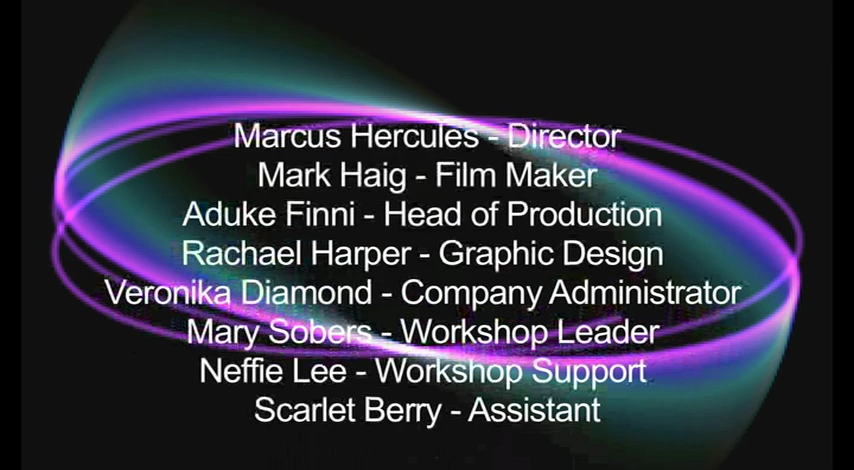 Marcus Hercules - Director
Mark Haig - Film Maker
Aduke Finni - Head of Production
Rachael Harper - Graphic Design
Veronika Diamond - Company Administrator
Mary Sobers - Workshop Leader
Neffie Lee - Workshop Support
Scarlet Berry - Assistant